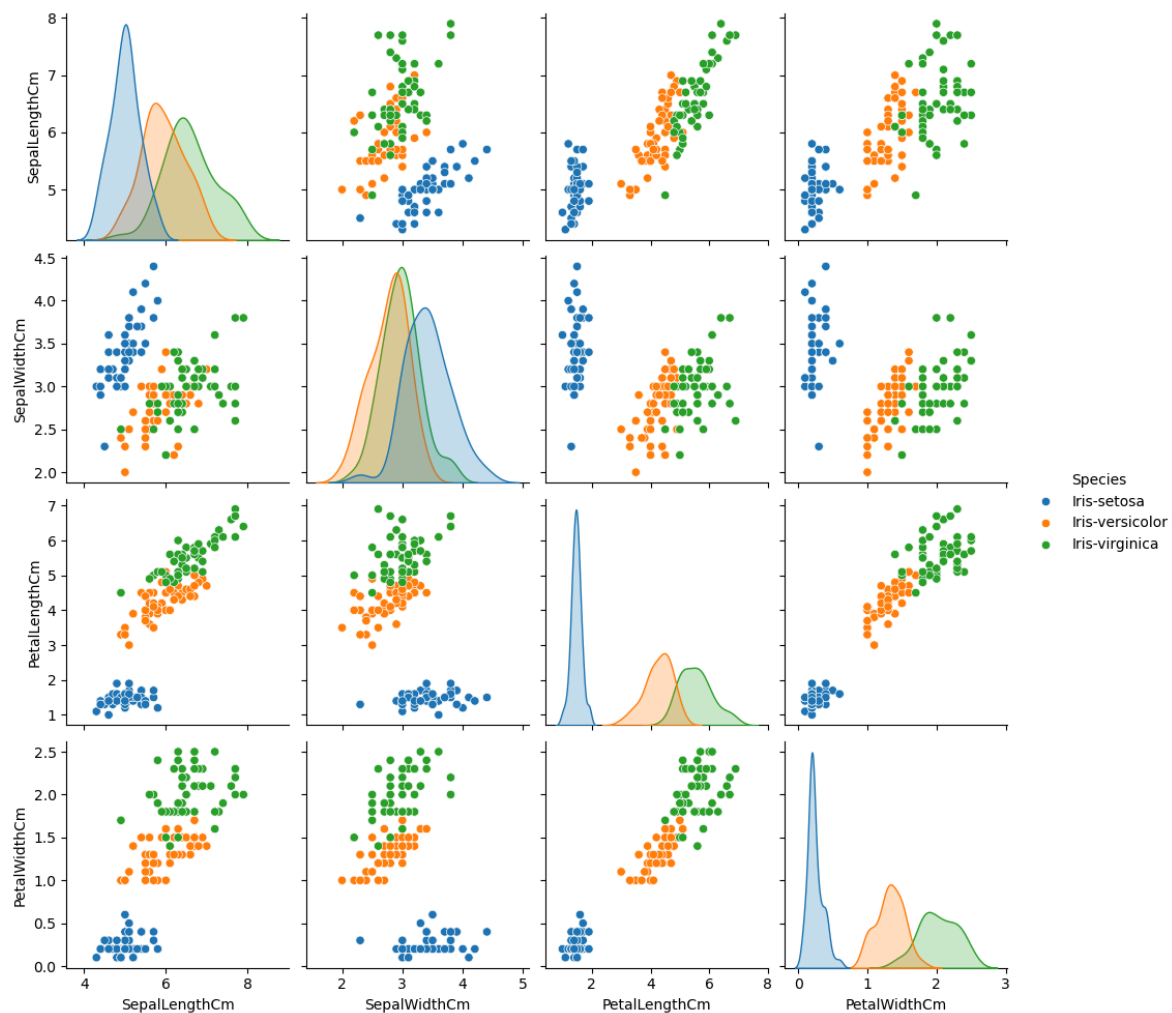 8
7
6
5
SepalLengthCm
4.5
4.0
3.5
3.0
2.5
2.0
SepalWidthCm
Species
Iris-setosa
Iris-versicolor
Iris-virginica
7
6
5
4
3
2
1
PetalLengthCm
2.5
2.0
1.5
1.0
0.5
0.0
PetalWidthCm
4 6 8
SepalLengthCm
2 3 4 5
SepalWidthCm
2 4 6 8
PetalLengthCm
0 1 2 3
PetalWidthCm